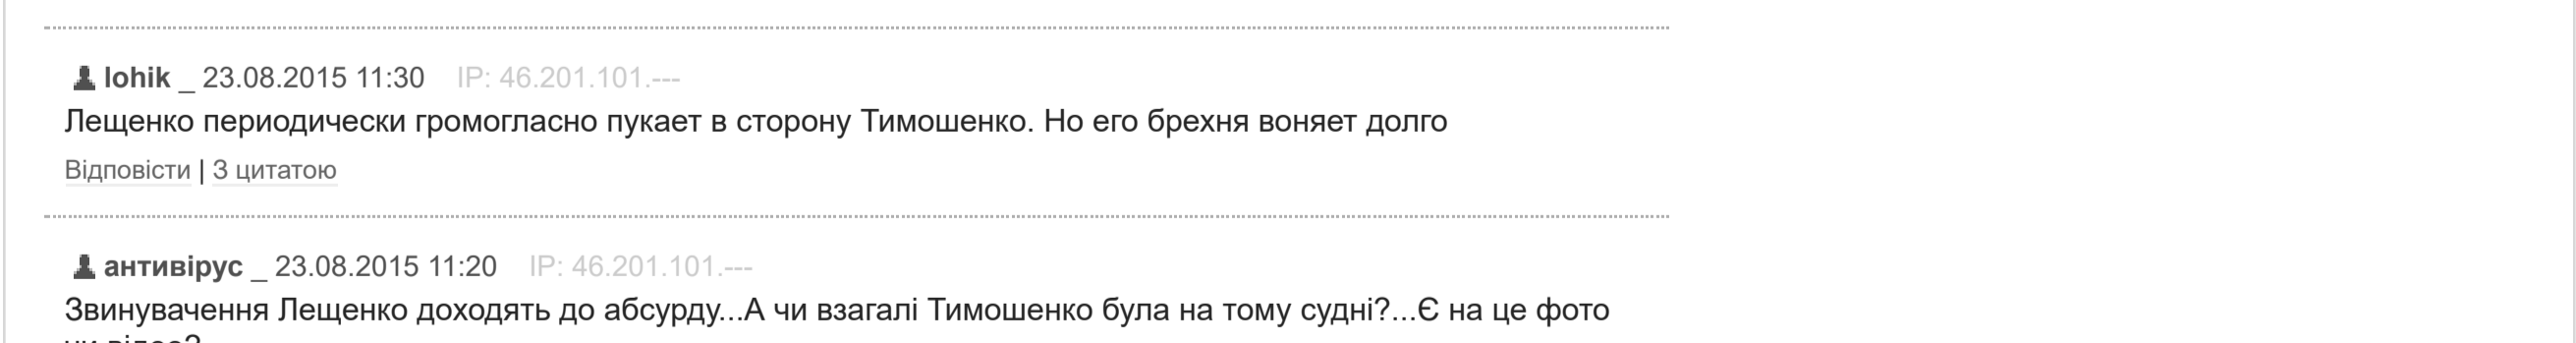 lohik _ 23.08.2015 11:30 IP: 46.201.101.---
Лещенко периодически громогласно пукает в сторону Тимошенко. Но его брехня воняет долго
Відповісти | З цитатою
антивірус _ 23.08.2015 11:20 IP: 46.201.101.---
Звинувачення Лещенко доходять до абсурду...А чи взагалі Тимошенко була на тому судні?...Є на це фото
чи відео?